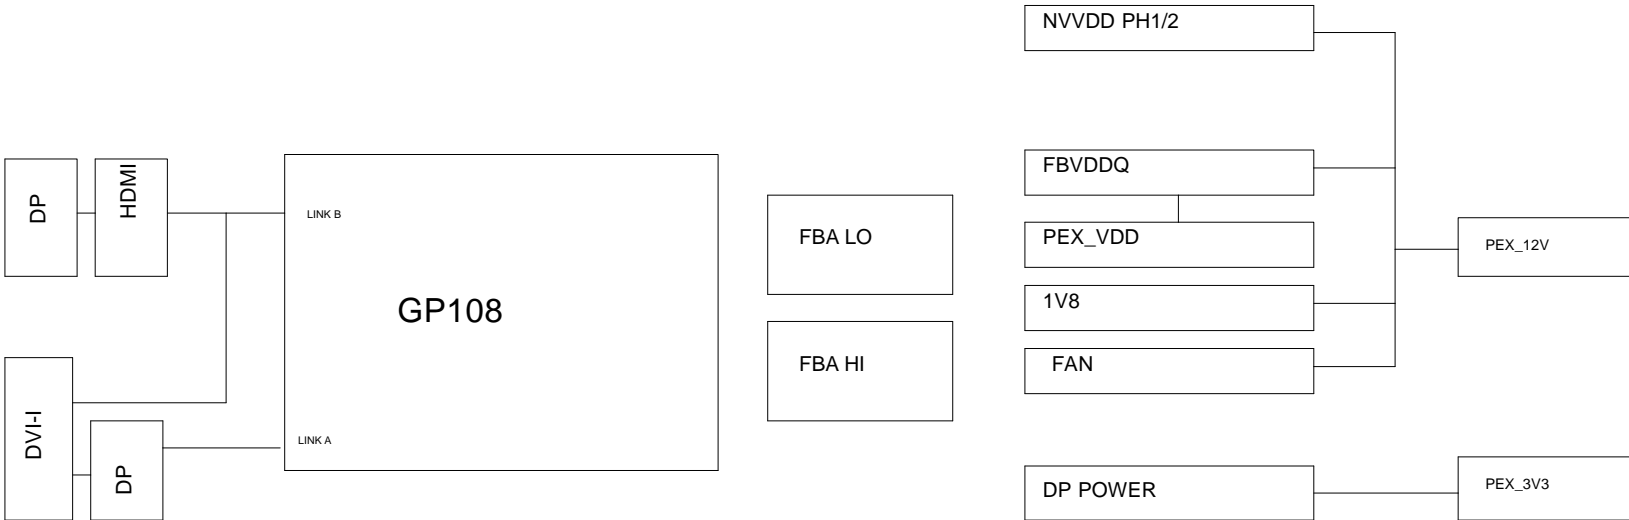 NVVDD PH1/2
DP
HDMI
LINK B
GP108
LINK A
DVI-I
DP
FBA LO
FBA HI
FBVDDQ
PEX_VDD
1V8
FAN
PEX_12V
DP POWER
PEX_3V3